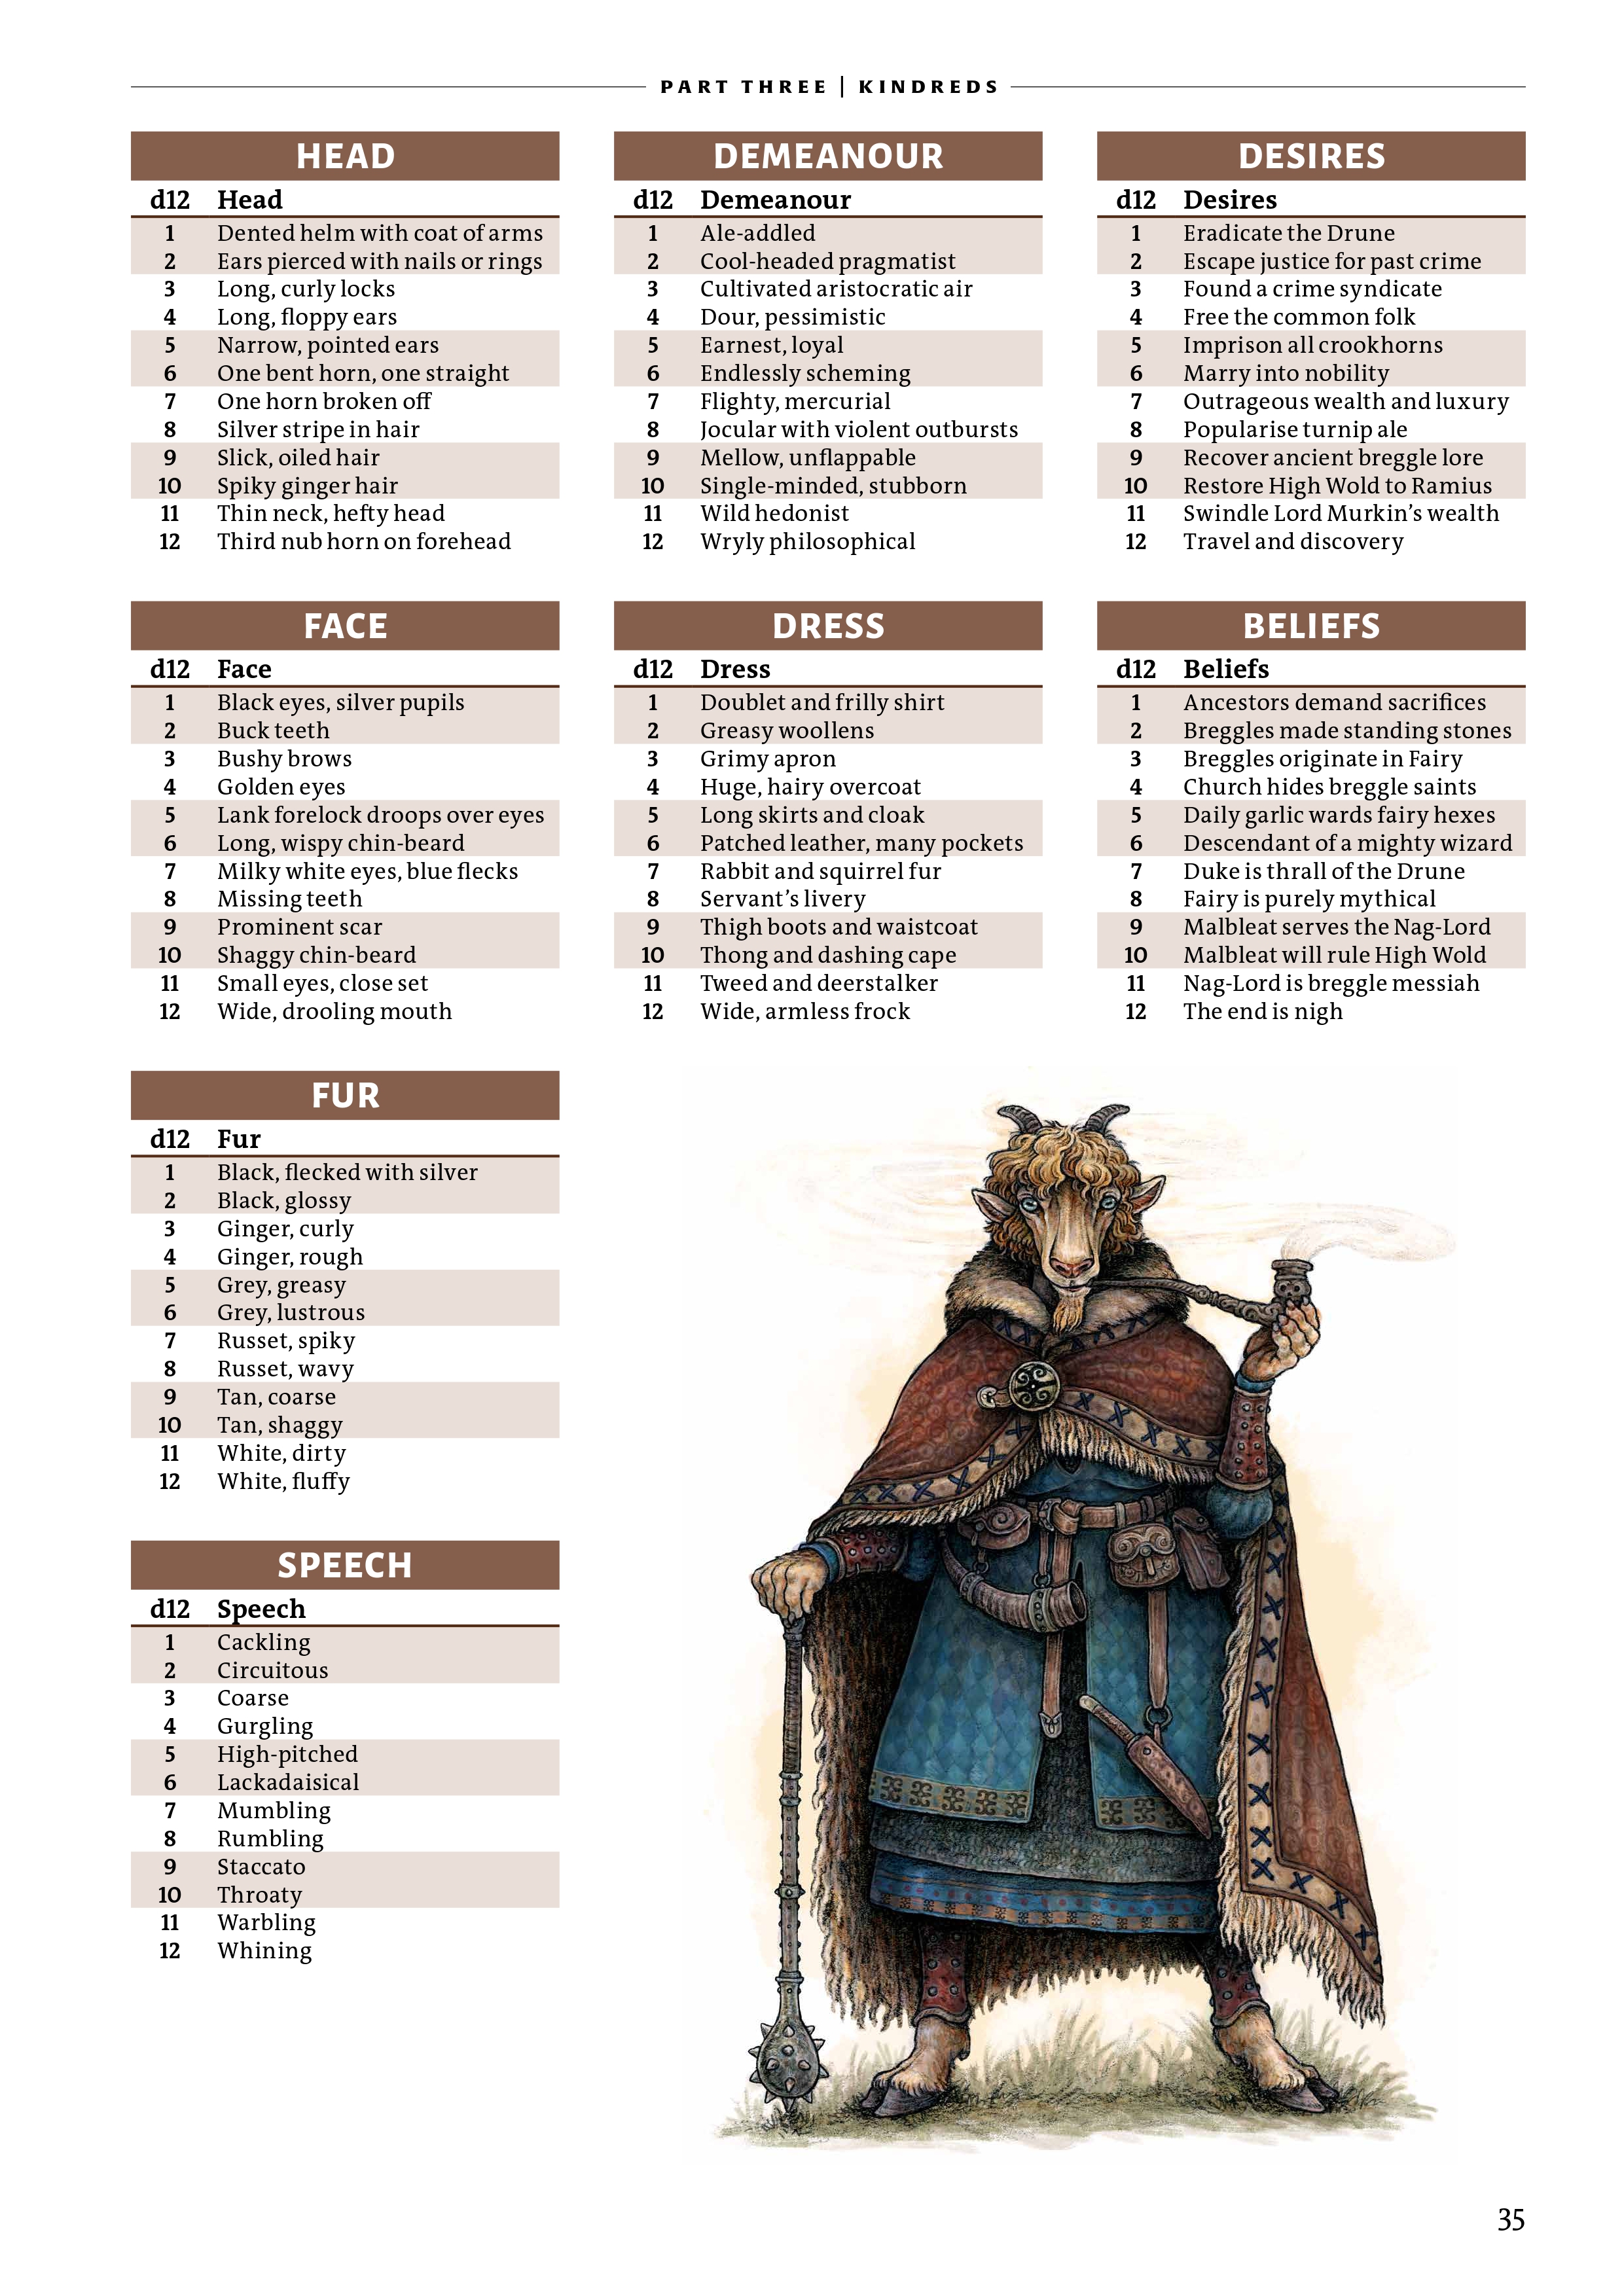 PART THREE | KINDREDS
HEAD
d12 Head
1 Dented helm with coat of arms
2 Ears pierced with nails or rings
3 Long, curly locks
4 Long, floppy ears
5 Narrow, pointed ears
6 One bent horn, one straight
7 One horn broken off
8 Silver stripe in hair
9 Slick, oiled hair
10 Spiky ginger hair
11 Thin neck, hefty head
12 Third nub horn on forehead
FACE
d12 Face
1 Black eyes, silver pupils
2 Buck teeth
3 Bushy brows
4 Golden eyes
5 Lank forelock droops over eyes
6 Long, wispy chin-beard
7 Milky white eyes, blue flecks
8 Missing teeth
9 Prominent scar
10 Shaggy chin-beard
11 Small eyes, close set
12 Wide, drooling mouth
FUR
d12 Fur
1 Black, flecked with silver
2 Black, glossy
3 Ginger, curly
4 Ginger, rough
5 Grey, greasy
6 Grey, lustrous
7 Russet, spiky
8 Russet, wavy
9 Tan, coarse
10 Tan, shaggy
11 White, dirty
12 White, fluffy
SPEECH
d12 Speech
1 Cackling
2 Circuitous
3 Coarse
4 Gurgling
5 High-pitched
6 Lackadaisical
7 Mumbling
8 Rumbling
9 Staccato
10 Throaty
11 Warbling
12 Whining
DEMEANOUR
d12 Demeanour
1 Ale-addled
2 Cool-headed pragmatist
3 Cultivated aristocratic air
4 Dour, pessimistic
5 Earnest, loyal
6 Endlessly scheming
7 Flighty, mercurial
8 Jocular with violent outbursts
9 Mellow, unflappable
10 Single-minded, stubborn
11 Wild hedonist
12 Wryly philosophical
DRESS
d12 Dress
1 Doublet and frilly shirt
2 Greasy woollens
3 Grimy apron
4 Huge, hairy overcoat
5 Long skirts and cloak
6 Patched leather, many pockets
7 Rabbit and squirrel fur
8 Servant’s livery
9 Thigh boots and waistcoat
10 Thong and dashing cape
11 Tweed and deerstalker
12 Wide, armless frock
DESIRES
d12 Desires
1 Eradicate the Drune
2 Escape justice for past crime
3 Found a crime syndicate
4 Free the common folk
5 Imprison all crookhorns
6 Marry into nobility
7 Outrageous wealth and luxury
8 Popularise turnip ale
9 Recover ancient breggle lore
10 Restore High Wold to Ramius
11 Swindle Lord Murkin’s wealth
12 Travel and discovery
BELIEFS
d12 Beliefs
1 Ancestors demand sacrifices
2 Breggles made standing stones
3 Breggles originate in Fairy
4 Church hides breggle saints
5 Daily garlic wards fairy hexes
6 Descendant of a mighty wizard
7 Duke is thrall of the Drune
8 Fairy is purely mythical
9 Malbleat serves the Nag-Lord
10 Malbleat will rule High Wold
11 Nag-Lord is breggle messiah
12 The end is nigh
35